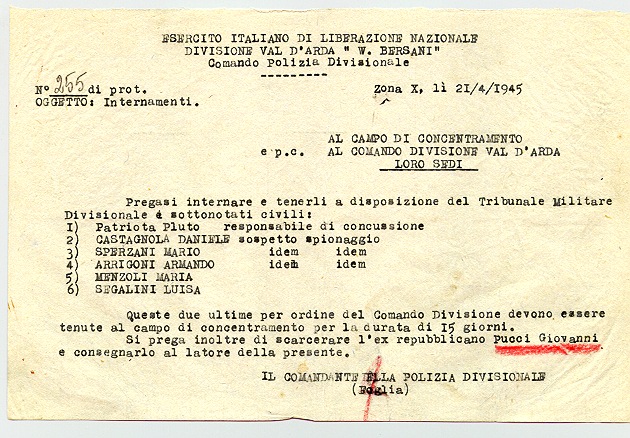 ESERCITO ITALIANO DI LIBERAZIONE NAZIONALE
DIVISIONE VAL D'ARDA " W. BERSANI"
Comando Polizia Divisionale
---------
N° 255 di prot.
Zona X, lì 21/4/1945
OGGETTO: Internamenti.
AL CAMPO DI CONCENTRAMENTO
e p.c. AL COMANDO DIVISIONE VAL D'ARDA
LORO SEDI
Pregasi internare e tenerli a disposizione del Tribunale Militare
Divisionale i sottonotati civili:
I) Patriota Pluto responsabile di concussione
2) CASTAGNOLA DANIELE sospetto spionaggio
3) SPERZANI MARIO idem idem
4) ARRIGONI ARMANDO idem idem
5) MENZOLI MARIA
6) SEGALINI LUISA
Queste due ultime per ordine del Comando Divisione devono essere
tenute al campo di concentramento per la durata di 15 giorni.
Si prega inoltre di scarcerare l'ex repubblicano Pucci Giovanni
e consegnarlo al latore della presente.
IL COMANDANTE DELLA POLIZIA DIVISIONALE
(Foglia)